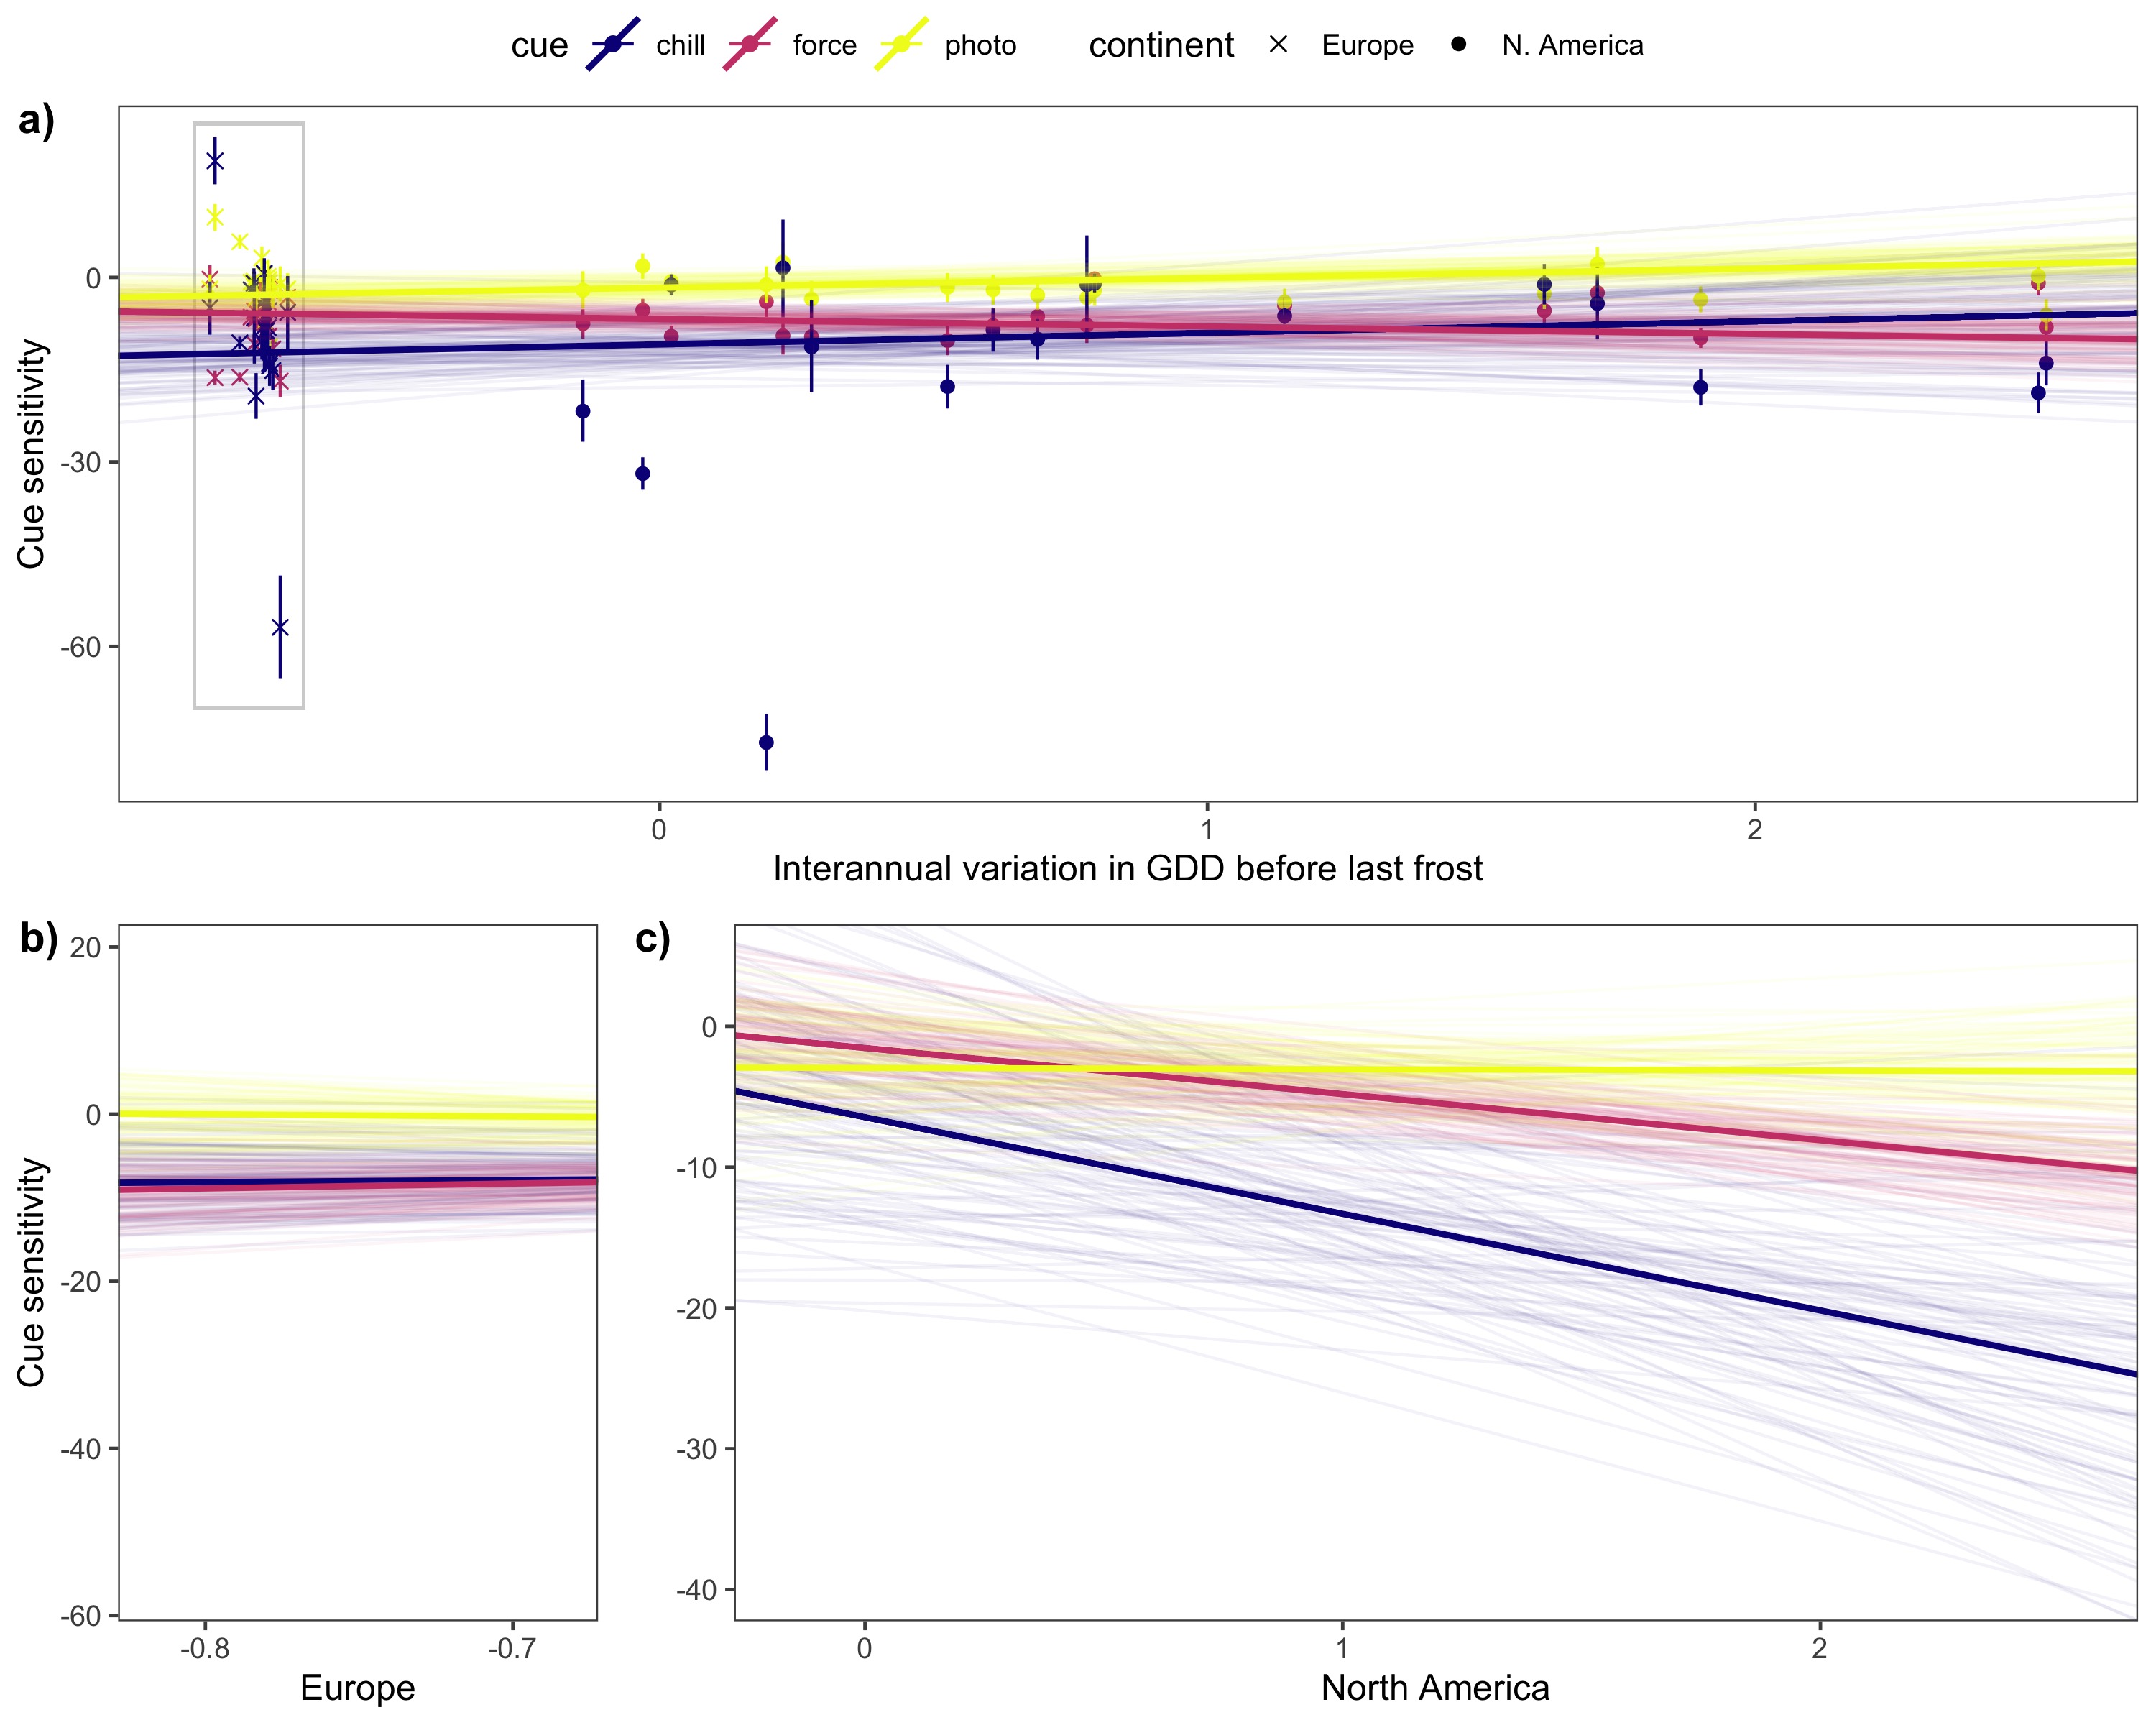 cue chill force photo continent Europe N. America
a)
Cue sensitivity
0
-30
-60
0 1 2
Interannual variation in GDD before last frost
b)
Cue sensitivity
20
0
-20
-40
-60
-0.8 -0.7
Europe
c)
0
-10
-20
-30
-40
0 1 2
North America